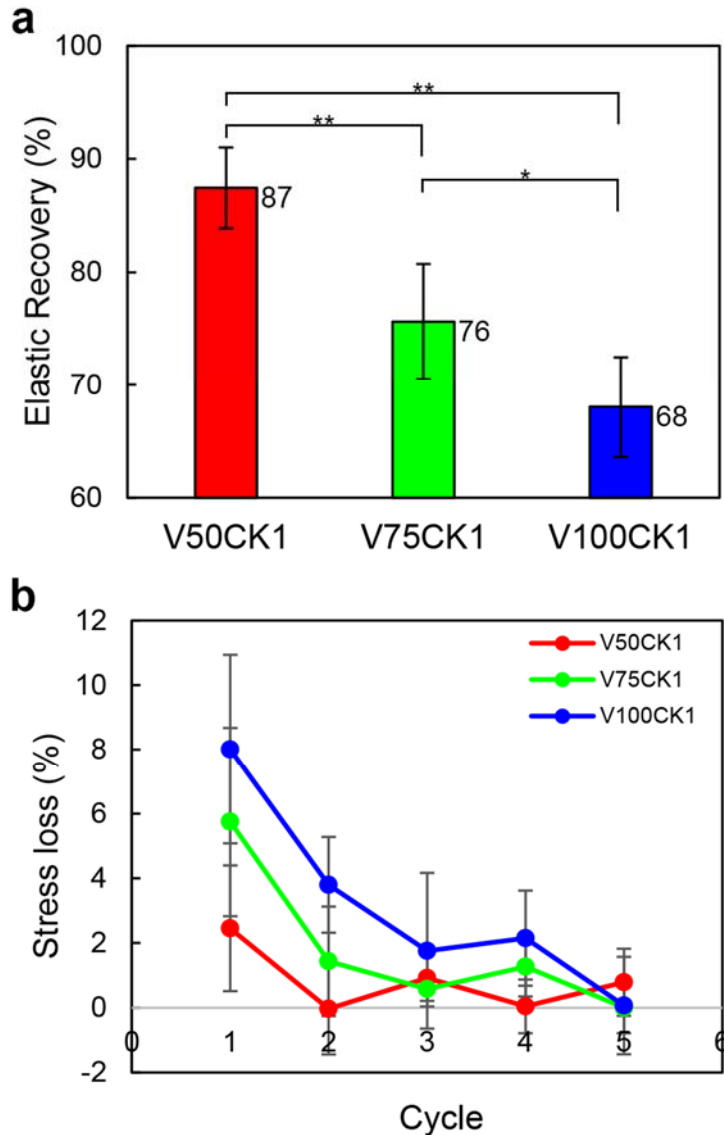 a
Elastic Recovery (%)
100
90
80
70
60
**
**
*
87
76
68
V50CK1 V75CK1 V100CK1
b
Stress loss (%)
12
10
8
6
4
2
0
-2
V50CK1
V75CK1
V100CK1
0 1 2 3 4 5 6
Cycle